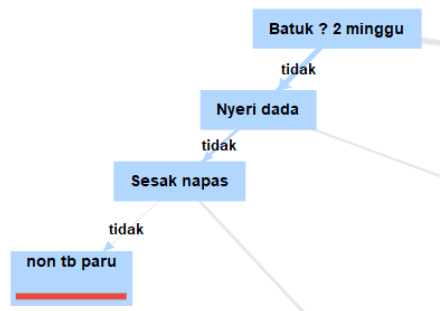 Batuk ? 2 minggu
tidak
Nyeri dada
tidak
Sesak napas
tidak
non tb paru